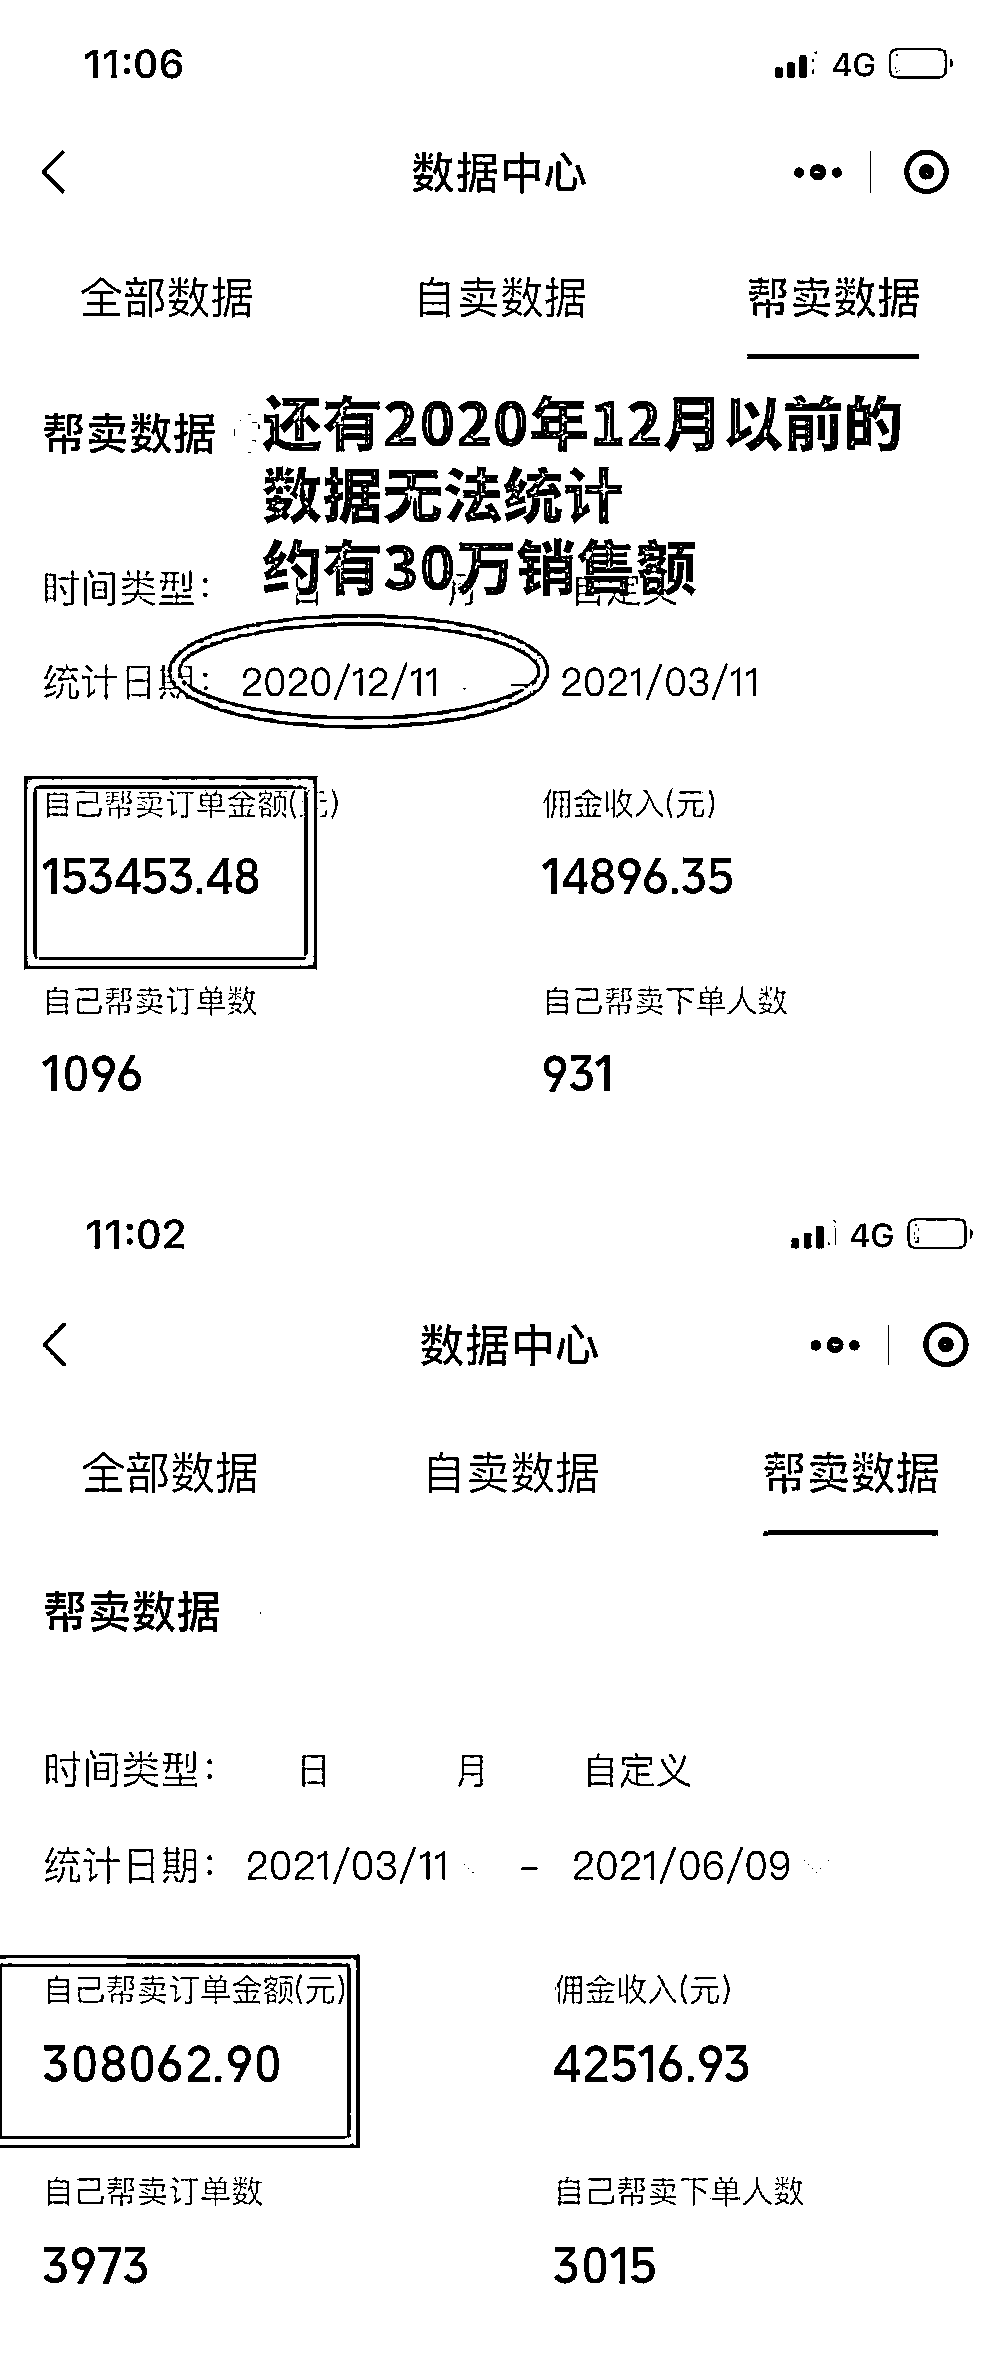 11:06 4G
数据中心
全部数据 自卖数据 帮卖数据
帮卖数据
还有2020年12月以前的
数据无法统计
约有30万销售额
时间类型： 日 月 自定义
统计日期： 2020/12/11 - 2021/03/11
自己帮卖订单金额(元) 佣金收入(元)
153453.48 14896.35
自己帮卖订单数 自己帮卖下单人数
1096 931
11:02 4G
数据中心
全部数据 自卖数据 帮卖数据
帮卖数据
时间类型： 日 月 自定义
统计日期： 2021/03/11 - 2021/06/09
自己帮卖订单金额(元) 佣金收入(元)
308062.90 42516.93
自己帮卖订单数 自己帮卖下单人数
3973 3015